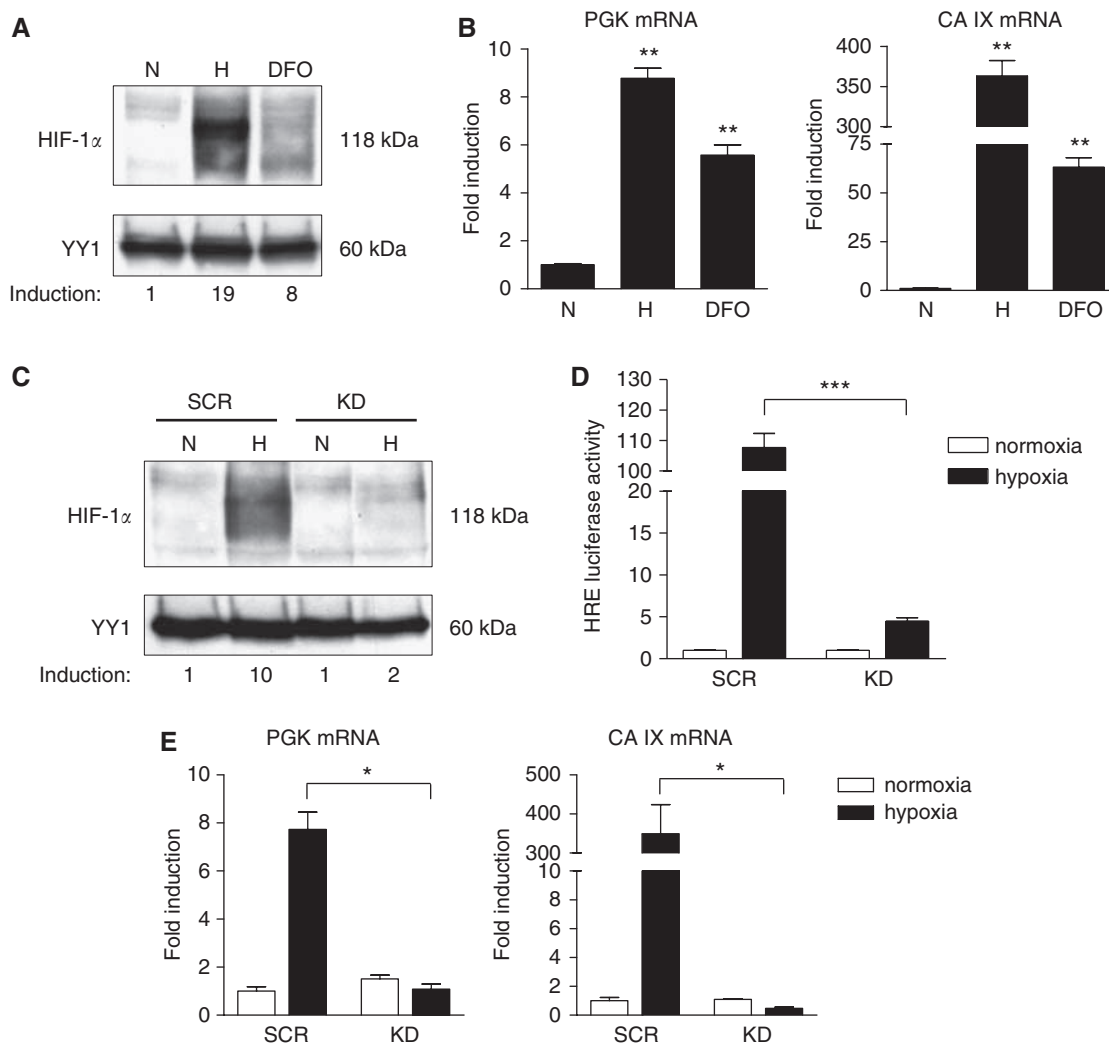 A
N H DFO
HIF-1α 118 kDa
YY1 60 kDa
Induction: 1 19 8
B
PGK mRNA
Fold induction
10
8
6
4
2
0
**
**
N H DFO
CA IX mRNA
Fold induction
400
350
300
75
50
25
0
**
**
N H DFO
C
SCR KD
N H N H
HIF-1α 118 kDa
YY1 60 kDa
Induction: 1 10 1 2
D
HRE luciferase activity
130
120
110
100
20
15
10
5
0
***
SCR KD
normoxia
hypoxia
E
PGK mRNA
Fold induction
10
8
6
4
2
0
*
SCR KD
CA IX mRNA
Fold induction
500
400
300
10
8
6
4
2
0
*
SCR KD
normoxia
hypoxia